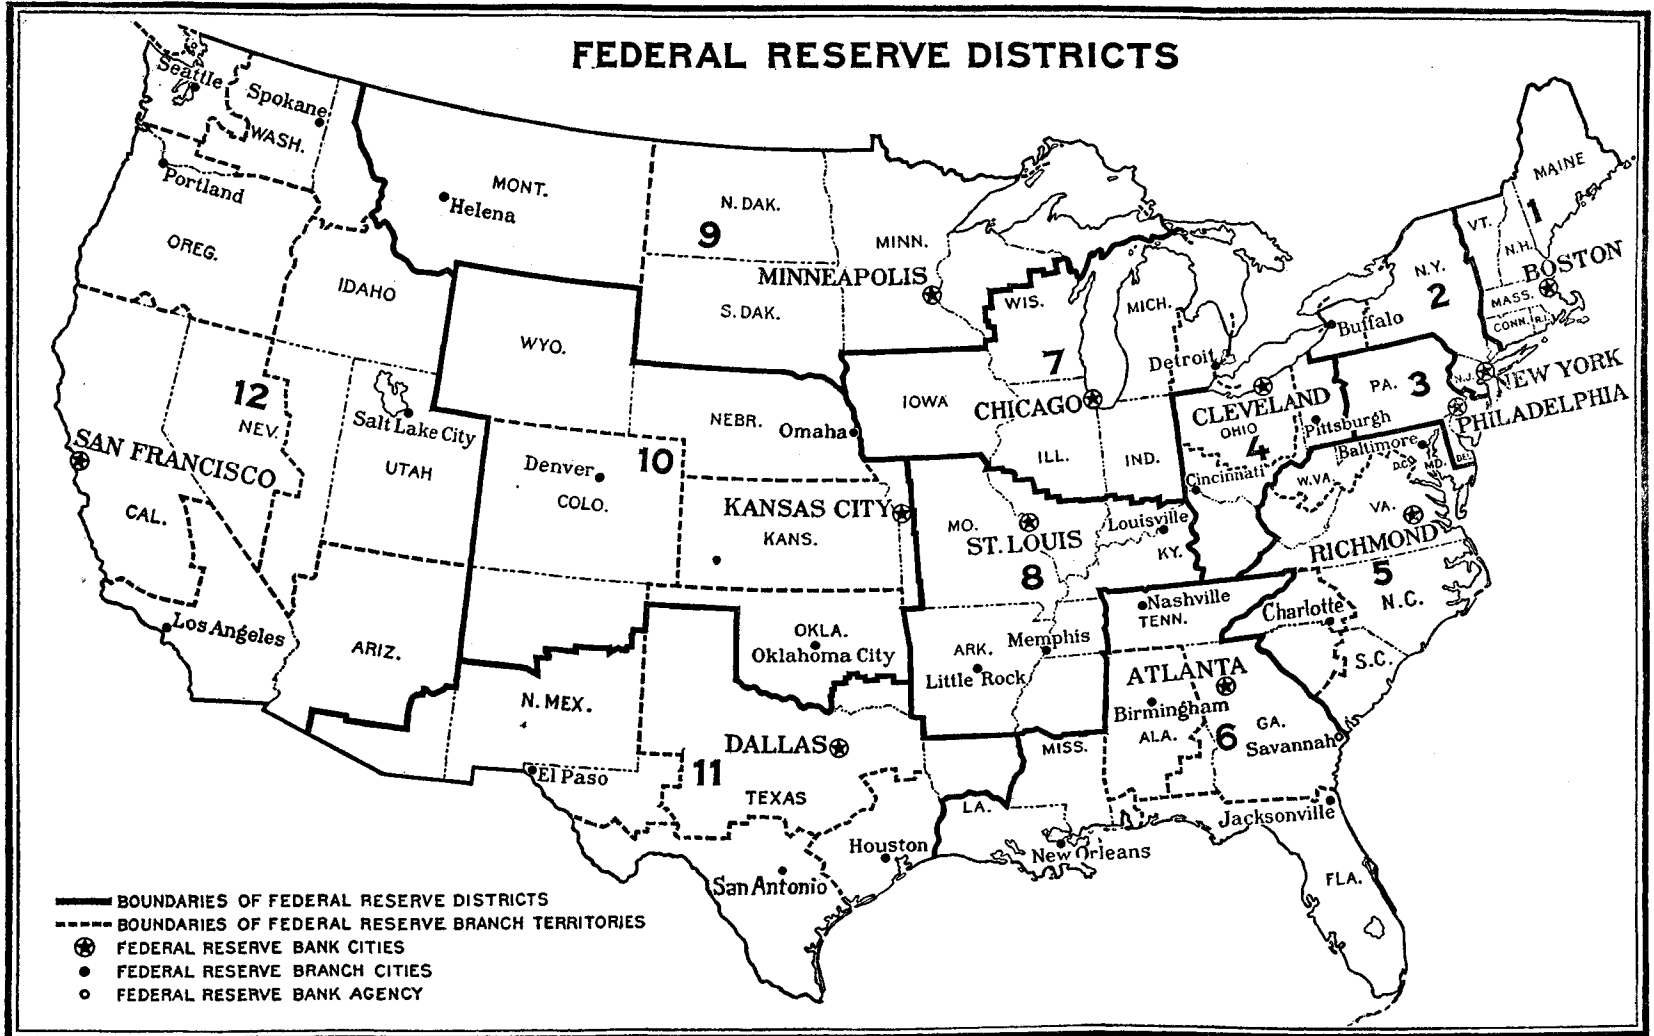 FEDERAL RESERVE DISTRICTS
Seattle
Spokane
WASH.
Portland
OREG.
MONT.
Helena
IDAHO
N. DAK.
9
MINN.
MINNEAPOLIS
S. DAK.
WYO.
WIS.
MICH.
7
Detroit
MAINE
VT.
1
N.H.
BOSTON
N.Y.
2
MASS.
CONN.
R.I.
Buffalo
12
NEV.
SAN FRANCISCO
Salt Lake City
UTAH
CAL.
NEBR.
Omaha
IOWA
CHICAGO
CLEVELAND
OHIO
4
Pittsburgh
PA.
3
N.J.
NEW YORK
PHILADELPHIA
Denver
10
COLO.
KANSAS CITY
KANS.
ILL.
IND.
Cincinnati
Baltimore
D.C.
MD.
DEL.
W.VA.
VA.
RICHMOND
5
MO.
ST. LOUIS
8
Louisville
KY.
N.C.
Charlotte
S.C.
Los Angeles
ARIZ.
N. MEX.
OKLA.
Oklahoma City
ARK.
Little Rock
Memphis
Nashville
TENN.
ATLANTA
Birmingham
ALA.
6
GA.
Savannah
El Paso
DALLAS
11
TEXAS
MISS.
LA.
Jacksonville
Houston
New Orleans
San Antonio
FLA.
BOUNDARIES OF FEDERAL RESERVE DISTRICTS
BOUNDARIES OF FEDERAL RESERVE BRANCH TERRITORIES
FEDERAL RESERVE BANK CITIES
FEDERAL RESERVE BRANCH CITIES
FEDERAL RESERVE BANK AGENCY